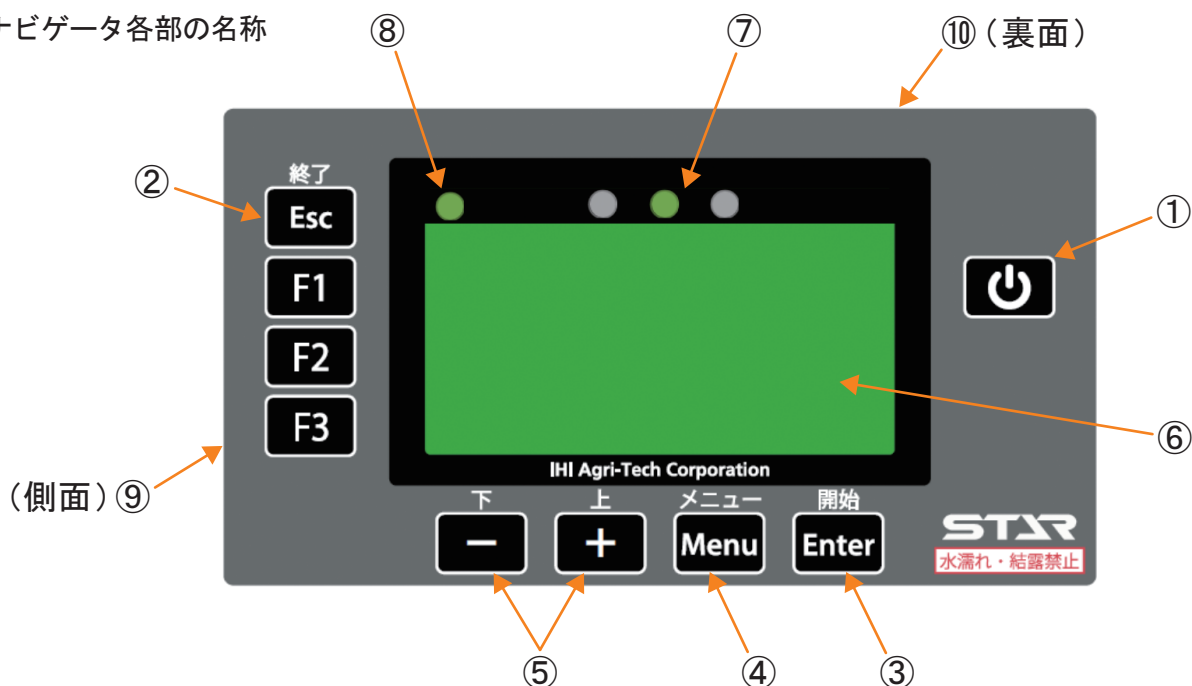 ナビゲータ各部の名称
⑧
⑦
⑩(裏面)
②
終了
Esc
①
F1
F2
F3
⑥
(側面)⑨
IHI Agri-Tech Corporation
下
上
メニュー
開始
−
+
Menu
Enter
STAR
水濡れ・結露禁止
⑤
④
③